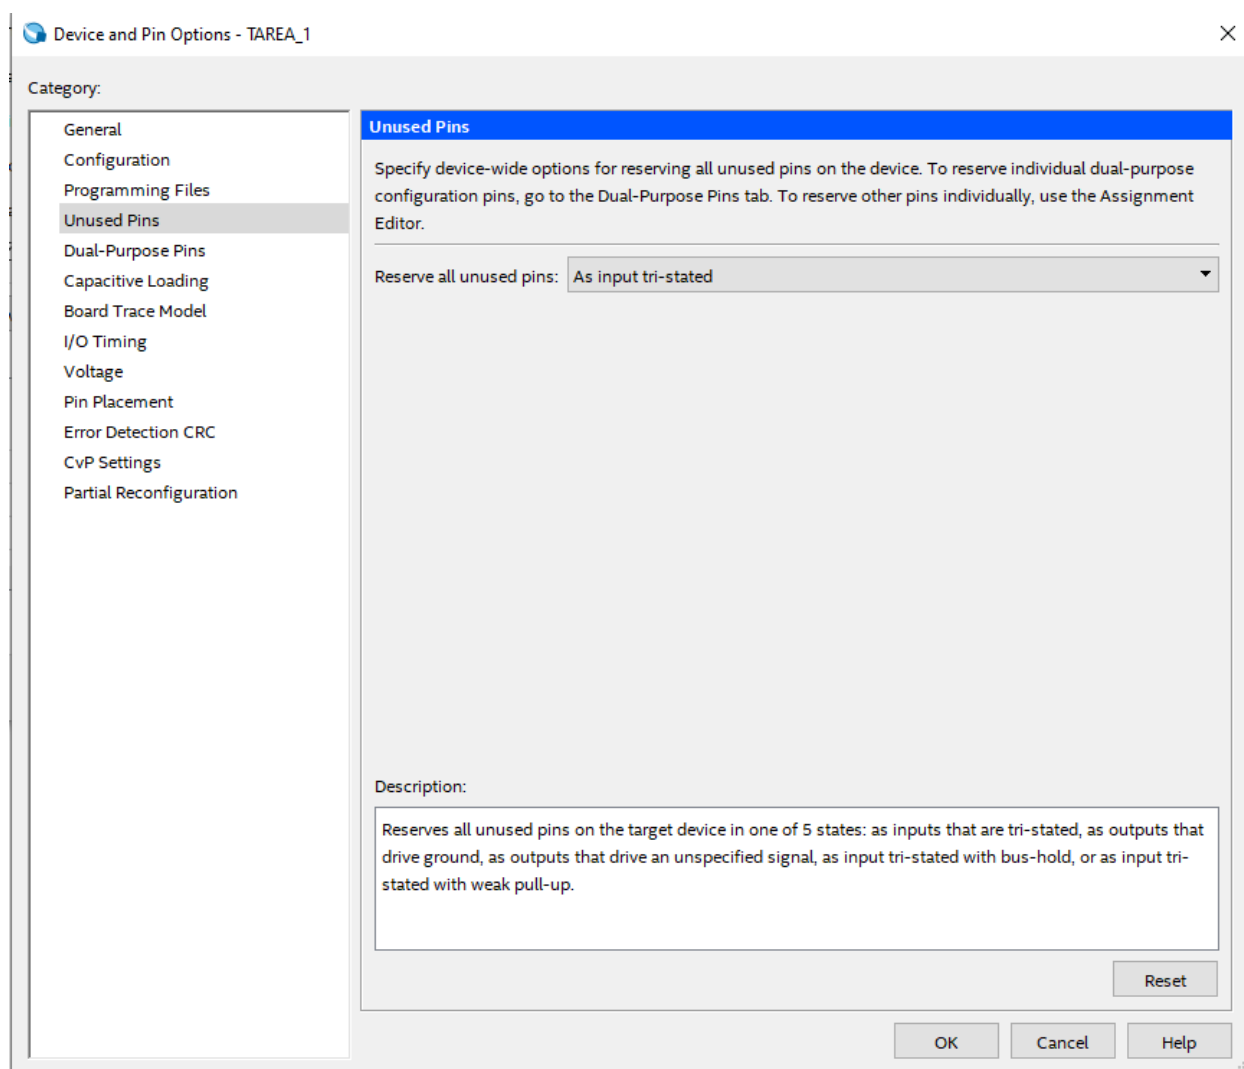 Device and Pin Options - TAREA_1
Category:
General
Configuration
Programming Files
Unused Pins
Dual-Purpose Pins
Capacitive Loading
Board Trace Model
I/O Timing
Voltage
Pin Placement
Error Detection CRC
CvP Settings
Partial Reconfiguration
Unused Pins
Specify device-wide options for reserving all unused pins on the device. To reserve individual dual-purpose
configuration pins, go to the Dual-Purpose Pins tab. To reserve other pins individually, use the Assignment
Editor.
Reserve all unused pins: As input tri-stated
Description:
Reserves all unused pins on the target device in one of 5 states: as inputs that are tri-stated, as outputs that
drive ground, as outputs that drive an unspecified signal, as input tri-stated with bus-hold, or as input tri-
stated with weak pull-up.
Reset
OK Cancel Help